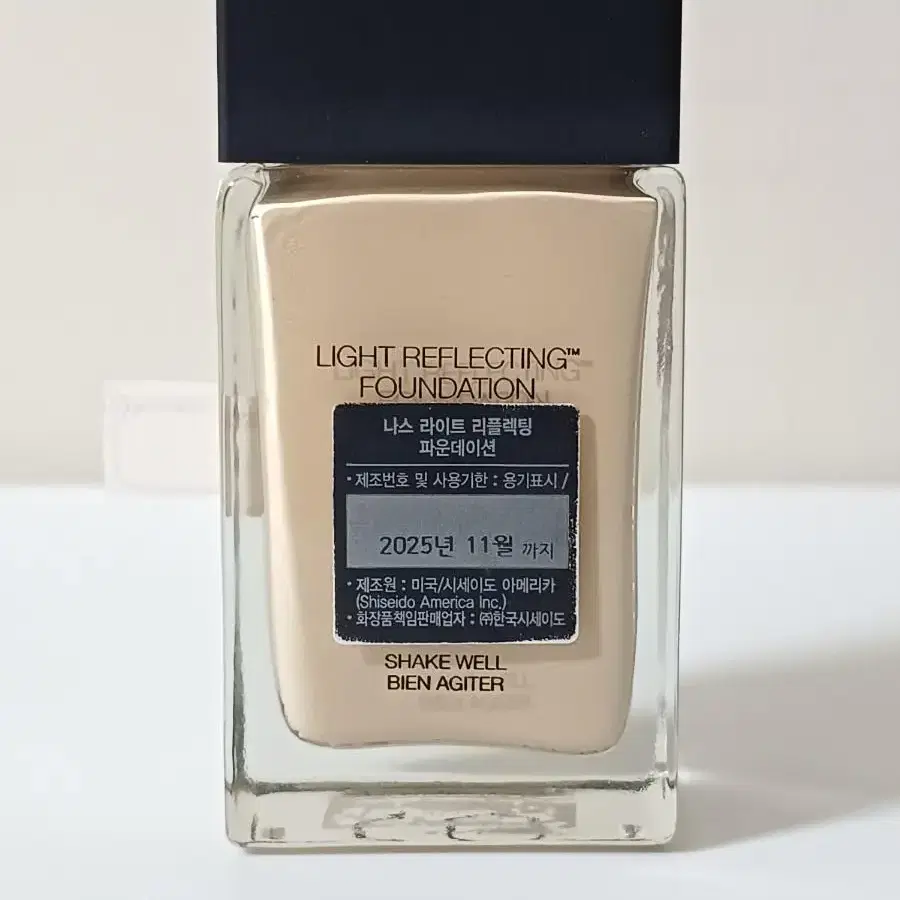 LIGHT REFLECTING™
FOUNDATION
나스 라이트 리플렉팅
파운데이션
• 제조번호 및 사용기한 : 용기표시 /
2025년 11월 까지
• 제조원 : 미국/시세이도 아메리카
(Shiseido America Inc.)
• 화장품책임판매업자 : ㈜한국시세이도
SHAKE WELL
BIEN AGITER